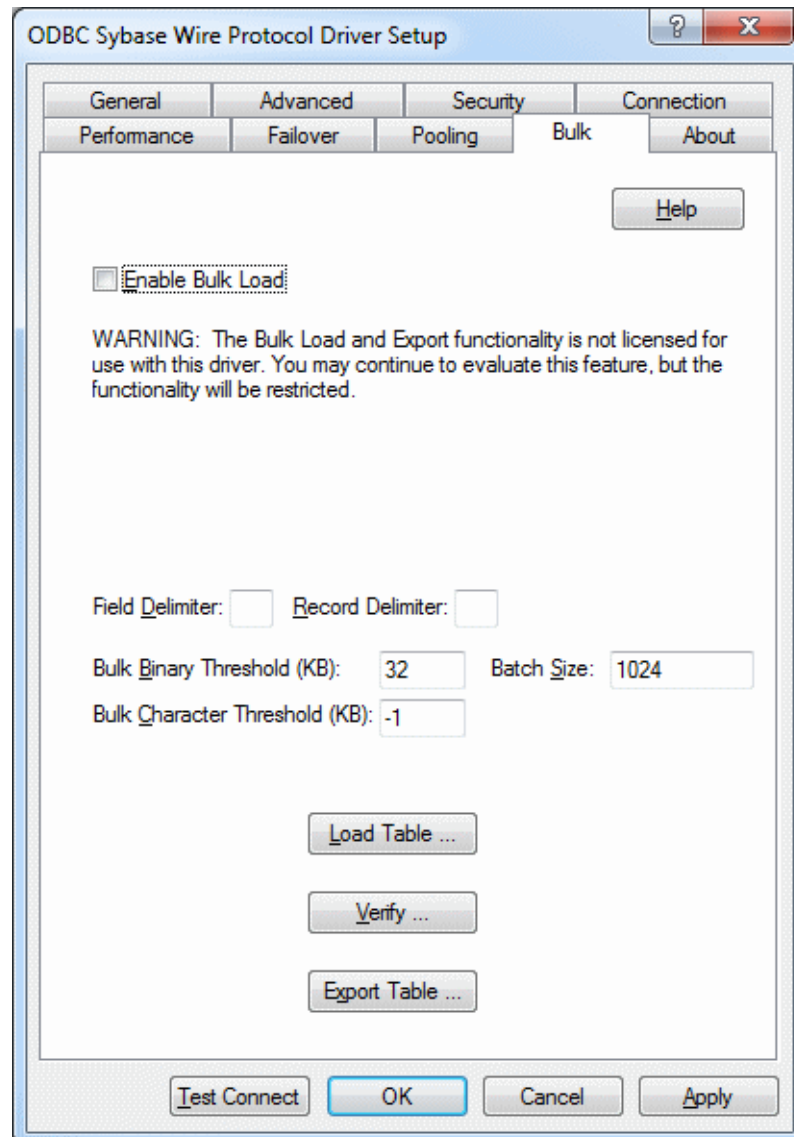 ODBC Sybase Wire Protocol Driver Setup
?
General Advanced Security Connection
Performance Failover Pooling Bulk About
Help
Enable Bulk Load
WARNING: The Bulk Load and Export functionality is not licensed for
use with this driver. You may continue to evaluate this feature, but the
functionality will be restricted.
Field Delimiter: Record Delimiter:
Bulk Binary Threshold (KB): 32 Batch Size: 1024
Bulk Character Threshold (KB): -1
Load Table ...
Verify ...
Export Table ...
Test Connect OK Cancel Apply